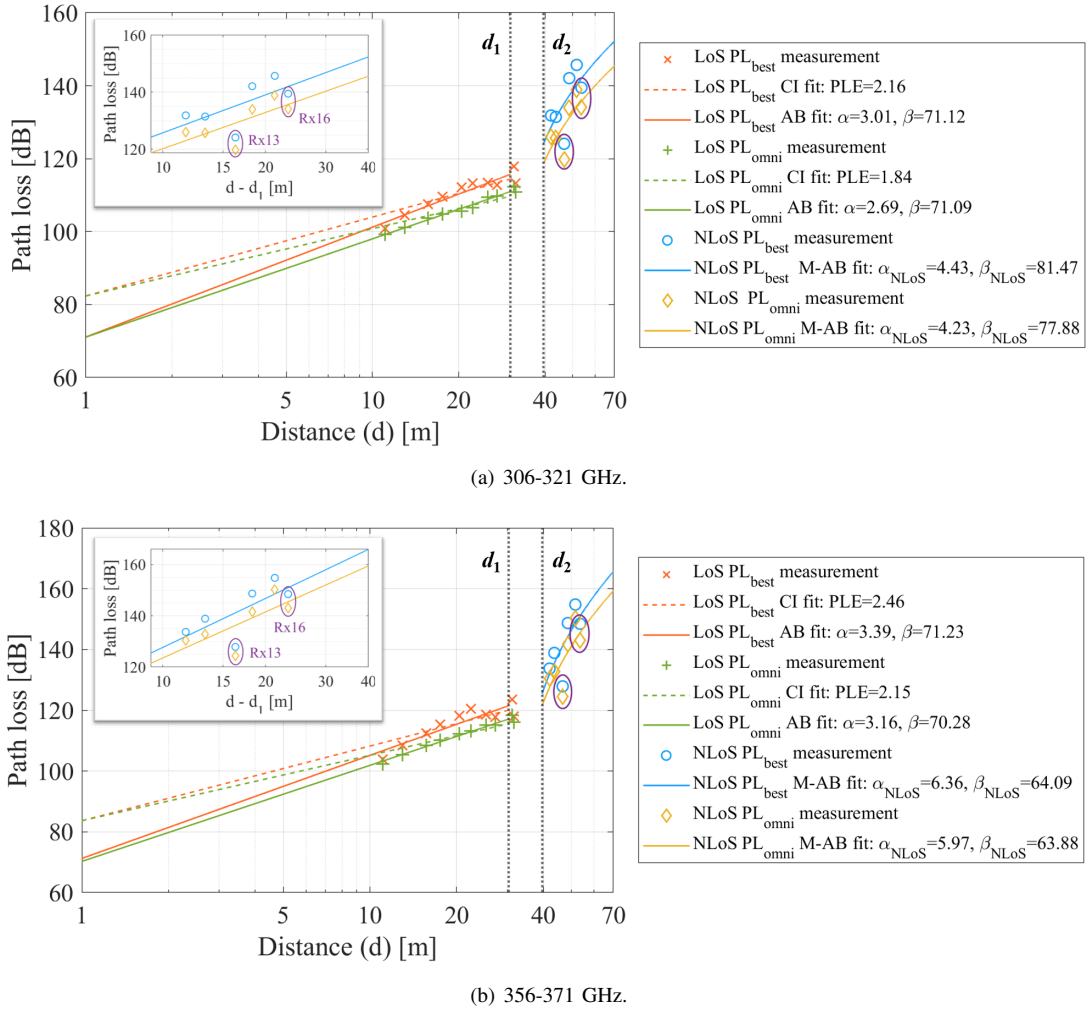 160
140
120
100
80
60
Path loss [dB]
1
5
10
20
40
70
Distance (d) [m]
d1
d2
160
140
120
Path loss [dB]
10
15
20
30
40
d - d1 [m]
Rx16
Rx13
LoS PLbest measurement
LoS PLbest CI fit: PLE=2.16
LoS PLbest AB fit: α=3.01, β=71.12
LoS PLomni measurement
LoS PLomni CI fit: PLE=1.84
LoS PLomni AB fit: α=2.69, β=71.09
NLoS PLbest measurement
NLoS PLbest M-AB fit: αNLoS=4.43, βNLoS=81.47
NLoS PLomni measurement
NLoS PLomni M-AB fit: αNLoS=4.23, βNLoS=77.88
(a) 306-321 GHz.
180
160
140
120
100
80
60
Path loss [dB]
1
5
10
20
40
70
Distance (d) [m]
d1
d2
160
140
120
Path loss [dB]
10
15
20
30
40
d - d1 [m]
Rx16
Rx13
LoS PLbest measurement
LoS PLbest CI fit: PLE=2.46
LoS PLbest AB fit: α=3.39, β=71.23
LoS PLomni measurement
LoS PLomni CI fit: PLE=2.15
LoS PLomni AB fit: α=3.16, β=70.28
NLoS PLbest measurement
NLoS PLbest M-AB fit: αNLoS=6.36, βNLoS=64.09
NLoS PLomni measurement
NLoS PLomni M-AB fit: αNLoS=5.97, βNLoS=63.88
(b) 356-371 GHz.